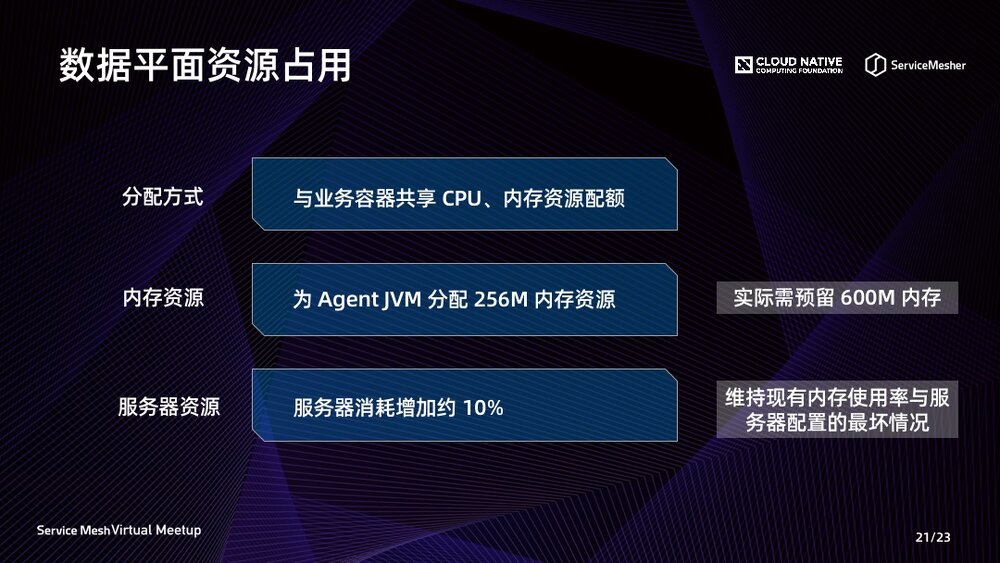 数据平面资源占用
CLOUD NATIVE
COMPUTING FOUNDATION
ServiceMesher
分配方式
与业务容器共享 CPU、内存资源配额
内存资源
为 Agent JVM 分配 256M 内存资源
实际需预留 600M 内存
服务器资源
服务器消耗增加约 10%
维持现有内存使用率与服
务器配置的最坏情况
Service Mesh Virtual Meetup
21/23